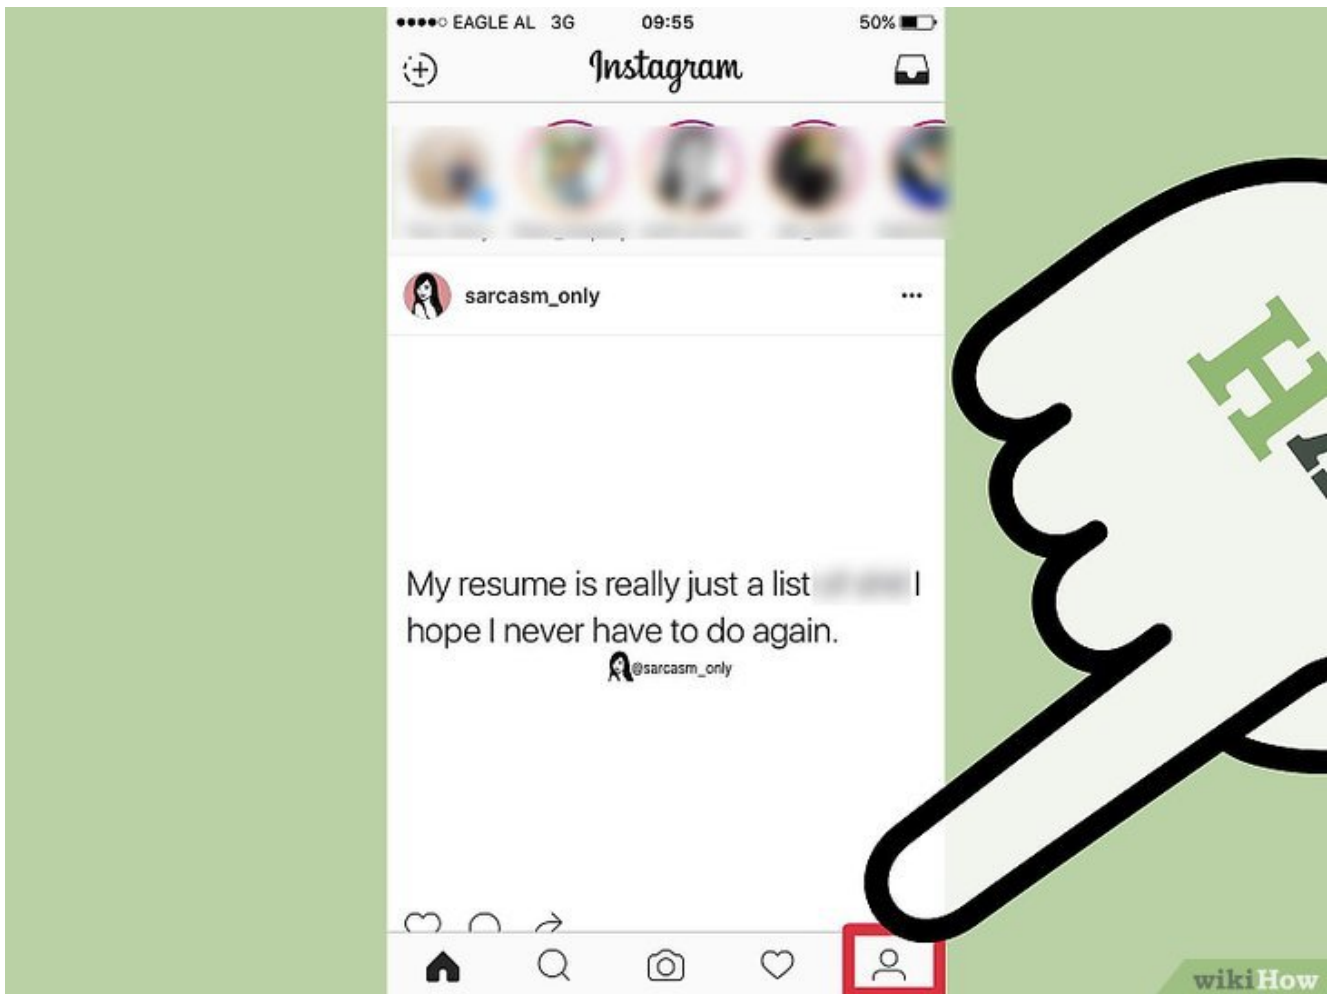 EAGLE AL 3G 09:55 50%
Instagram
sarcasm_only
My resume is really just a list I
hope I never have to do again.
@sarcasm_only
H
wikiHow